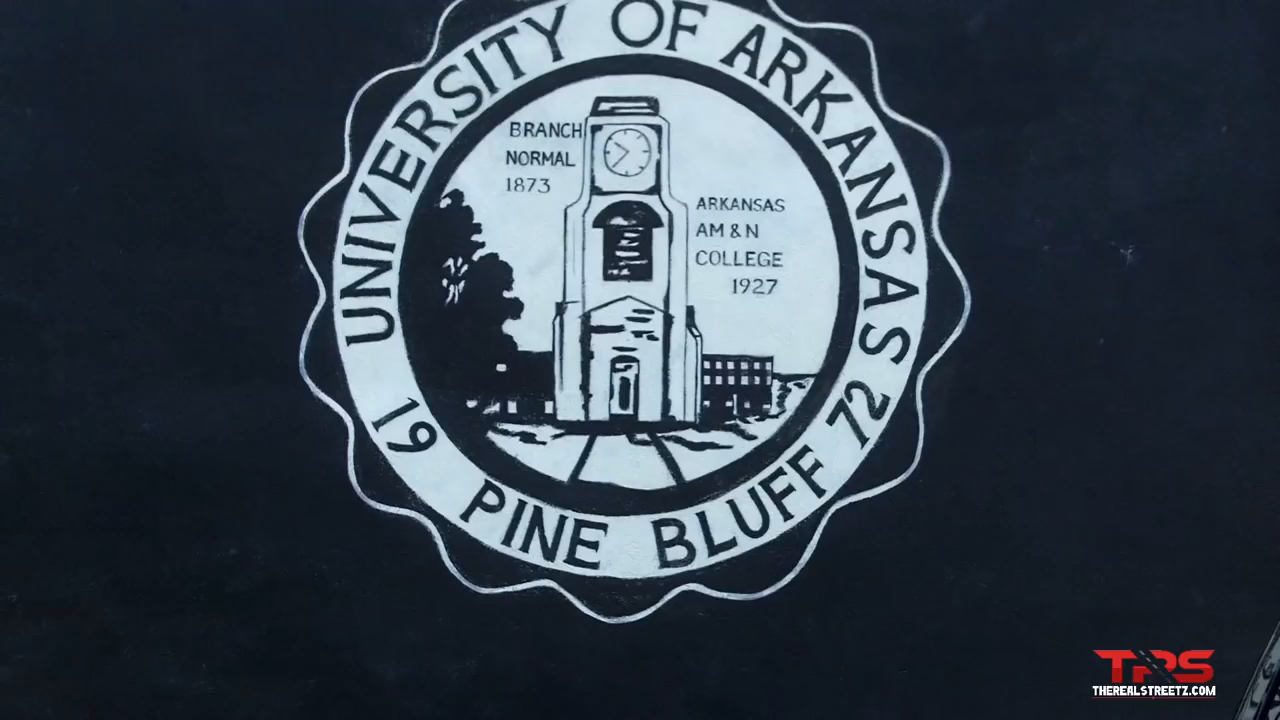 UNIVERSITY OF ARKANSAS
BRANCH
NORMAL
1873
ARKANSAS
AM & N
COLLEGE
1927
19 PINE BLUFF 72
TRS
THEREALSTREETZ.COM